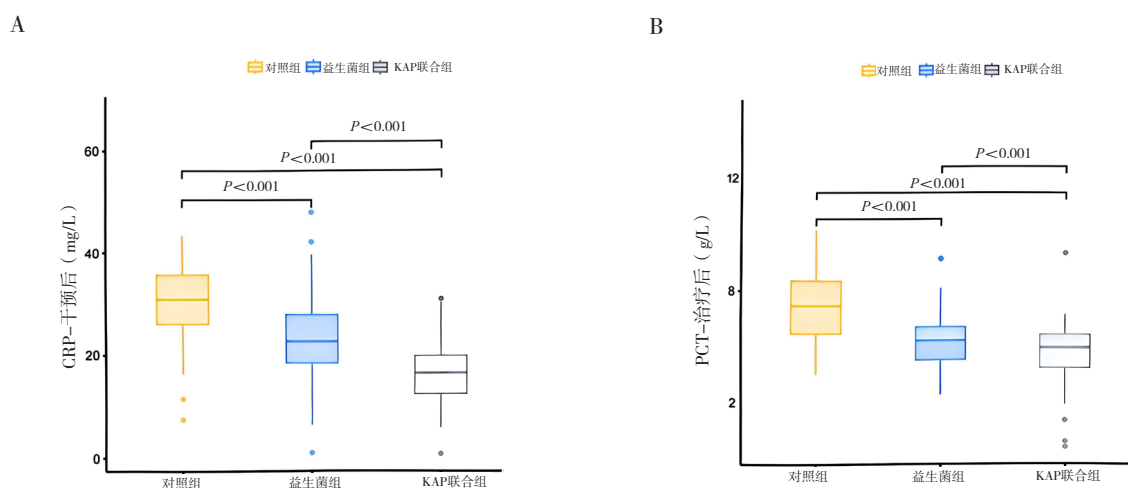 A
对照组 益生菌组 KAP联合组
CRP-干预后（mg/L）
60
40
20
0
P<0.001
P<0.001
P<0.001
对照组 益生菌组 KAP联合组
B
对照组 益生菌组 KAP联合组
PCT-治疗后（g/L）
12
8
2
P<0.001
P<0.001
P<0.001
对照组 益生菌组 KAP联合组